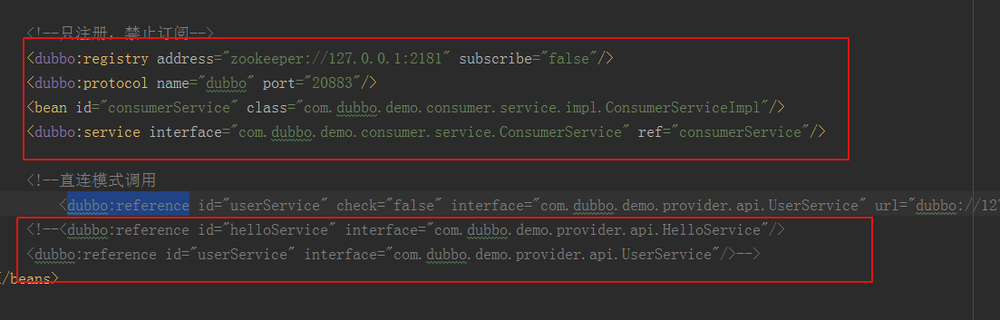 <!--只注册，禁止订阅-->
<dubbo:registry address="zookeeper://127.0.0.1:2181" subscribe="false"/>
<dubbo:protocol name="dubbo" port="20883"/>
<bean id="consumerService" class="com.dubbo.demo.consumer.service.impl.ConsumerServiceImpl"/>
<dubbo:service interface="com.dubbo.demo.consumer.service.ConsumerService" ref="consumerService"/>
<!--直连模式调用
<dubbo:reference id="userService" check="false" interface="com.dubbo.demo.provider.api.UserService" url="dubbo://127
<!--<dubbo:reference id="helloService" interface="com.dubbo.demo.provider.api.HelloService"/>
<dubbo:reference id="userService" interface="com.dubbo.demo.provider.api.UserService"/>-->
/beans>